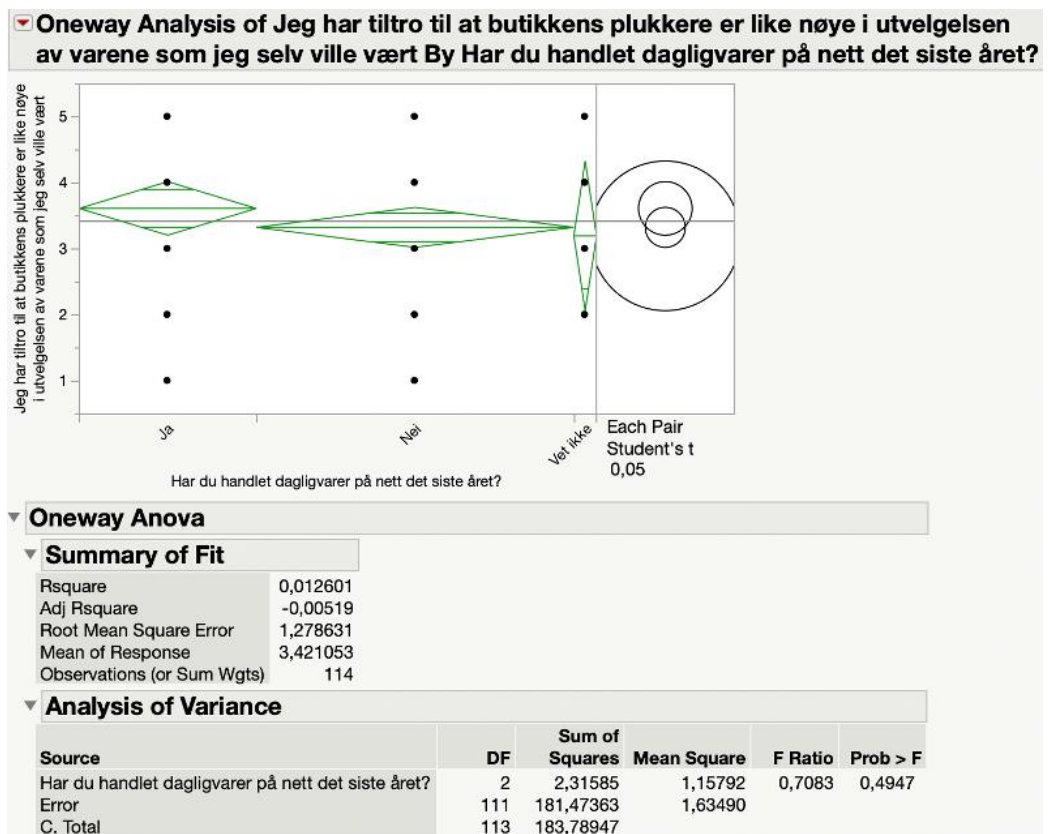 Oneway Analysis of Jeg har tiltro til at butikkens plukkere er like nøye i utvelgelsen
av varene som jeg selv ville vært By Har du handlet dagligvarer på nett det siste året?
Jeg har tiltro til at butikkens plukkere er like nøye
i utvelgelsen av varene som jeg selv ville vært
5
4
3
2
1
Ja
Nei
Vet ikke
Har du handlet dagligvarer på nett det siste året?
Each Pair
Student's t
0,05
Oneway Anova
Summary of Fit
Rsquare 0,012601
Adj Rsquare -0,00519
Root Mean Square Error 1,278631
Mean of Response 3,421053
Observations (or Sum Wgts) 114
Analysis of Variance
Source DF Sum of Squares Mean Square F Ratio Prob > F
Har du handlet dagligvarer på nett det siste året? 2 2,31585 1,15792 0,7083 0,4947
Error 111 181,47363 1,63490
C. Total 113 183,78947